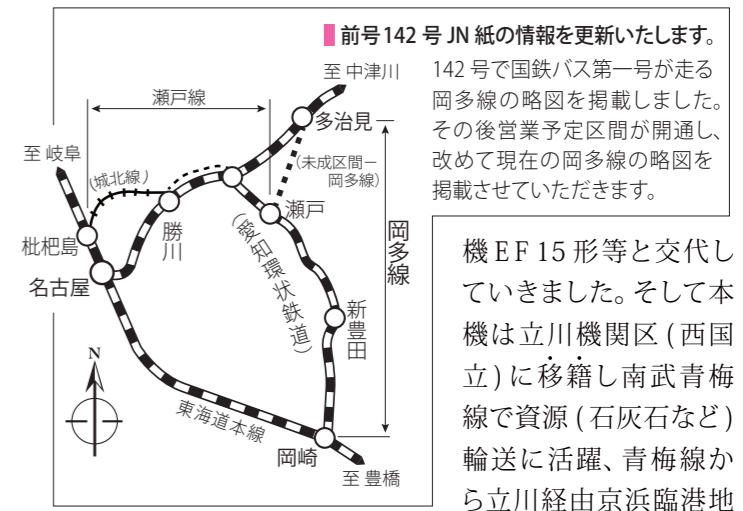 前号142 号 JN 紙の情報を更新いたします。
142 号で国鉄バス第一号が走る
岡多線の略図を掲載しました。
その後営業予定区間が開通し、
改めて現在の岡多線の略図を
掲載させていただきます。
至 中津川
瀬戸線
多治見
至 岐阜
(城北線)
(未成区間－
岡多線)
瀬戸
勝川
枇杷島
(愛知環状鉄道)
岡多線
名古屋
新豊田
N
東海道本線
岡崎
至 豊橋
機 E F 15 形等と交代し
ていきました。そして本
機は立川機関区 ( 西国
立 ) に移籍し南武青梅
線で資源 ( 石灰石など )
輸送に活躍、青梅線か
ら立川経由京浜臨港地